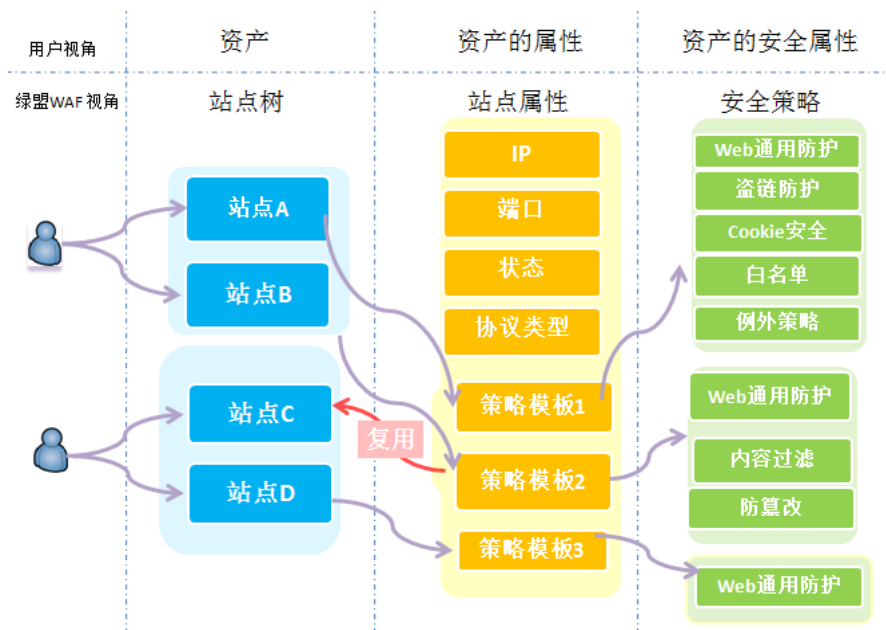 用户视角
资产
资产的属性
资产的安全属性
绿盟WAF 视角
站点树
站点属性
安全策略
站点A
站点B
站点C
站点D
IP
端口
状态
协议类型
策略模板1
复用
策略模板2
策略模板3
Web通用防护
盗链防护
Cookie安全
白名单
例外策略
Web通用防护
内容过滤
防篡改
Web通用防护